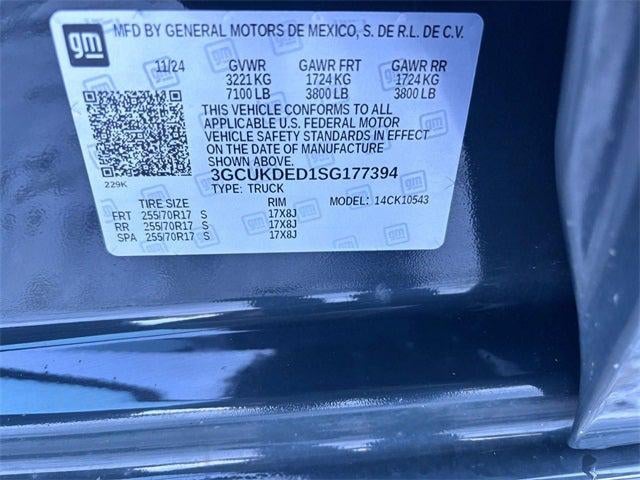 gm MFD BY GENERAL MOTORS DE MEXICO, S. DE R.L. DE C.V.
11/24 GVWR GAWR FRT GAWR RR
3221 KG 1724 KG 1724 KG
7100 LB 3800 LB 3800 LB
THIS VEHICLE CONFORMS TO ALL
APPLICABLE U.S. FEDERAL MOTOR
VEHICLE SAFETY STANDARDS IN EFFECT
ON THE DATE OF MANUFACTURE
SHOWN ABOVE.
229K
3GCUKDED1SG177394
TYPE: TRUCK MODEL: 14CK10543
TIRE SIZE RIM
FRT 255/70R17 S 17X8J
RR 255/70R17 S 17X8J
SPA 255/70R17 S 17X8J